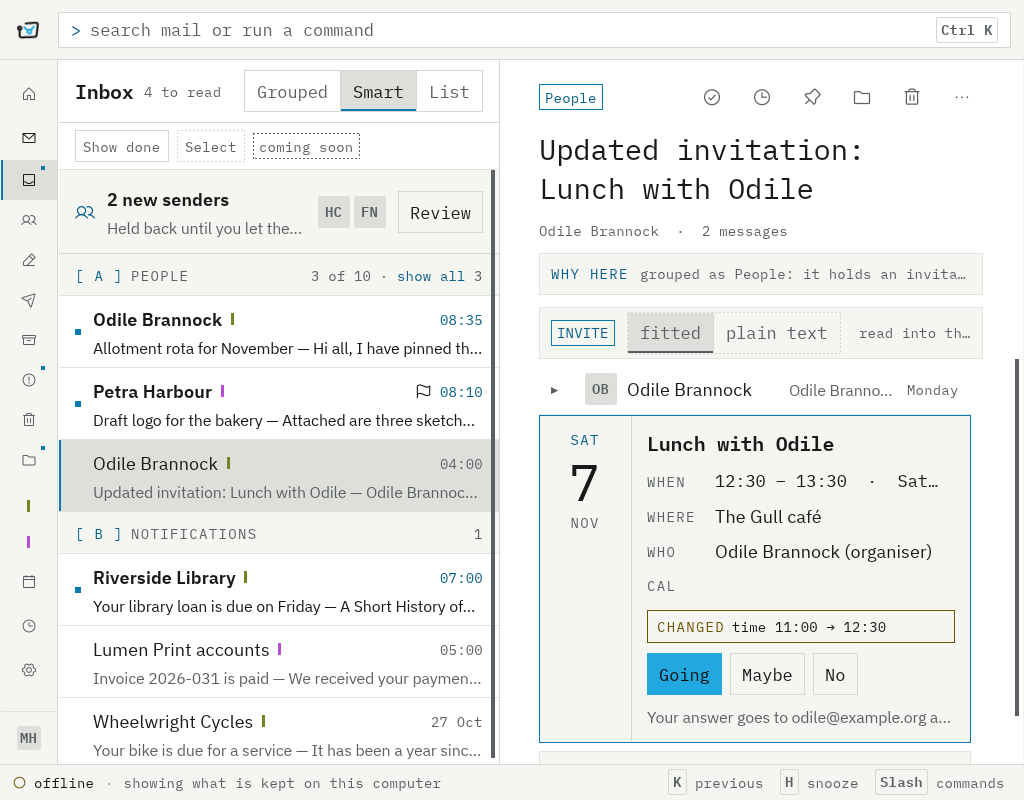 > search mail or run a command Ctrl K
Inbox 4 to read Grouped Smart List
Show done Select coming soon
2 new senders
Held back until you let the… HC FN Review
[ A ] PEOPLE 3 of 10 · show all 3
Odile Brannock 08:35
Allotment rota for November — Hi all, I have pinned th…
Petra Harbour 08:10
Draft logo for the bakery — Attached are three sketch…
Odile Brannock 04:00
Updated invitation: Lunch with Odile — Odile Brannoc…
[ B ] NOTIFICATIONS 1
Riverside Library 07:00
Your library loan is due on Friday — A Short History of…
Lumen Print accounts 05:00
Invoice 2026-031 is paid — We received your paymen…
Wheelwright Cycles 27 Oct
Your bike is due for a service — It has been a year sinc…
MH
People
Updated invitation:
Lunch with Odile
Odile Brannock · 2 messages
WHY HERE grouped as People: it holds an invita…
INVITE fitted plain text read into th…
▸ OB Odile Brannock Odile Branno… Monday
SAT
7
NOV
Lunch with Odile
WHEN 12:30 – 13:30 · Sat…
WHERE The Gull café
WHO Odile Brannock (organiser)
CAL
CHANGED time 11:00 → 12:30
Going Maybe No
Your answer goes to odile@example.org a…
offline · showing what is kept on this computer K previous H snooze Slash commands